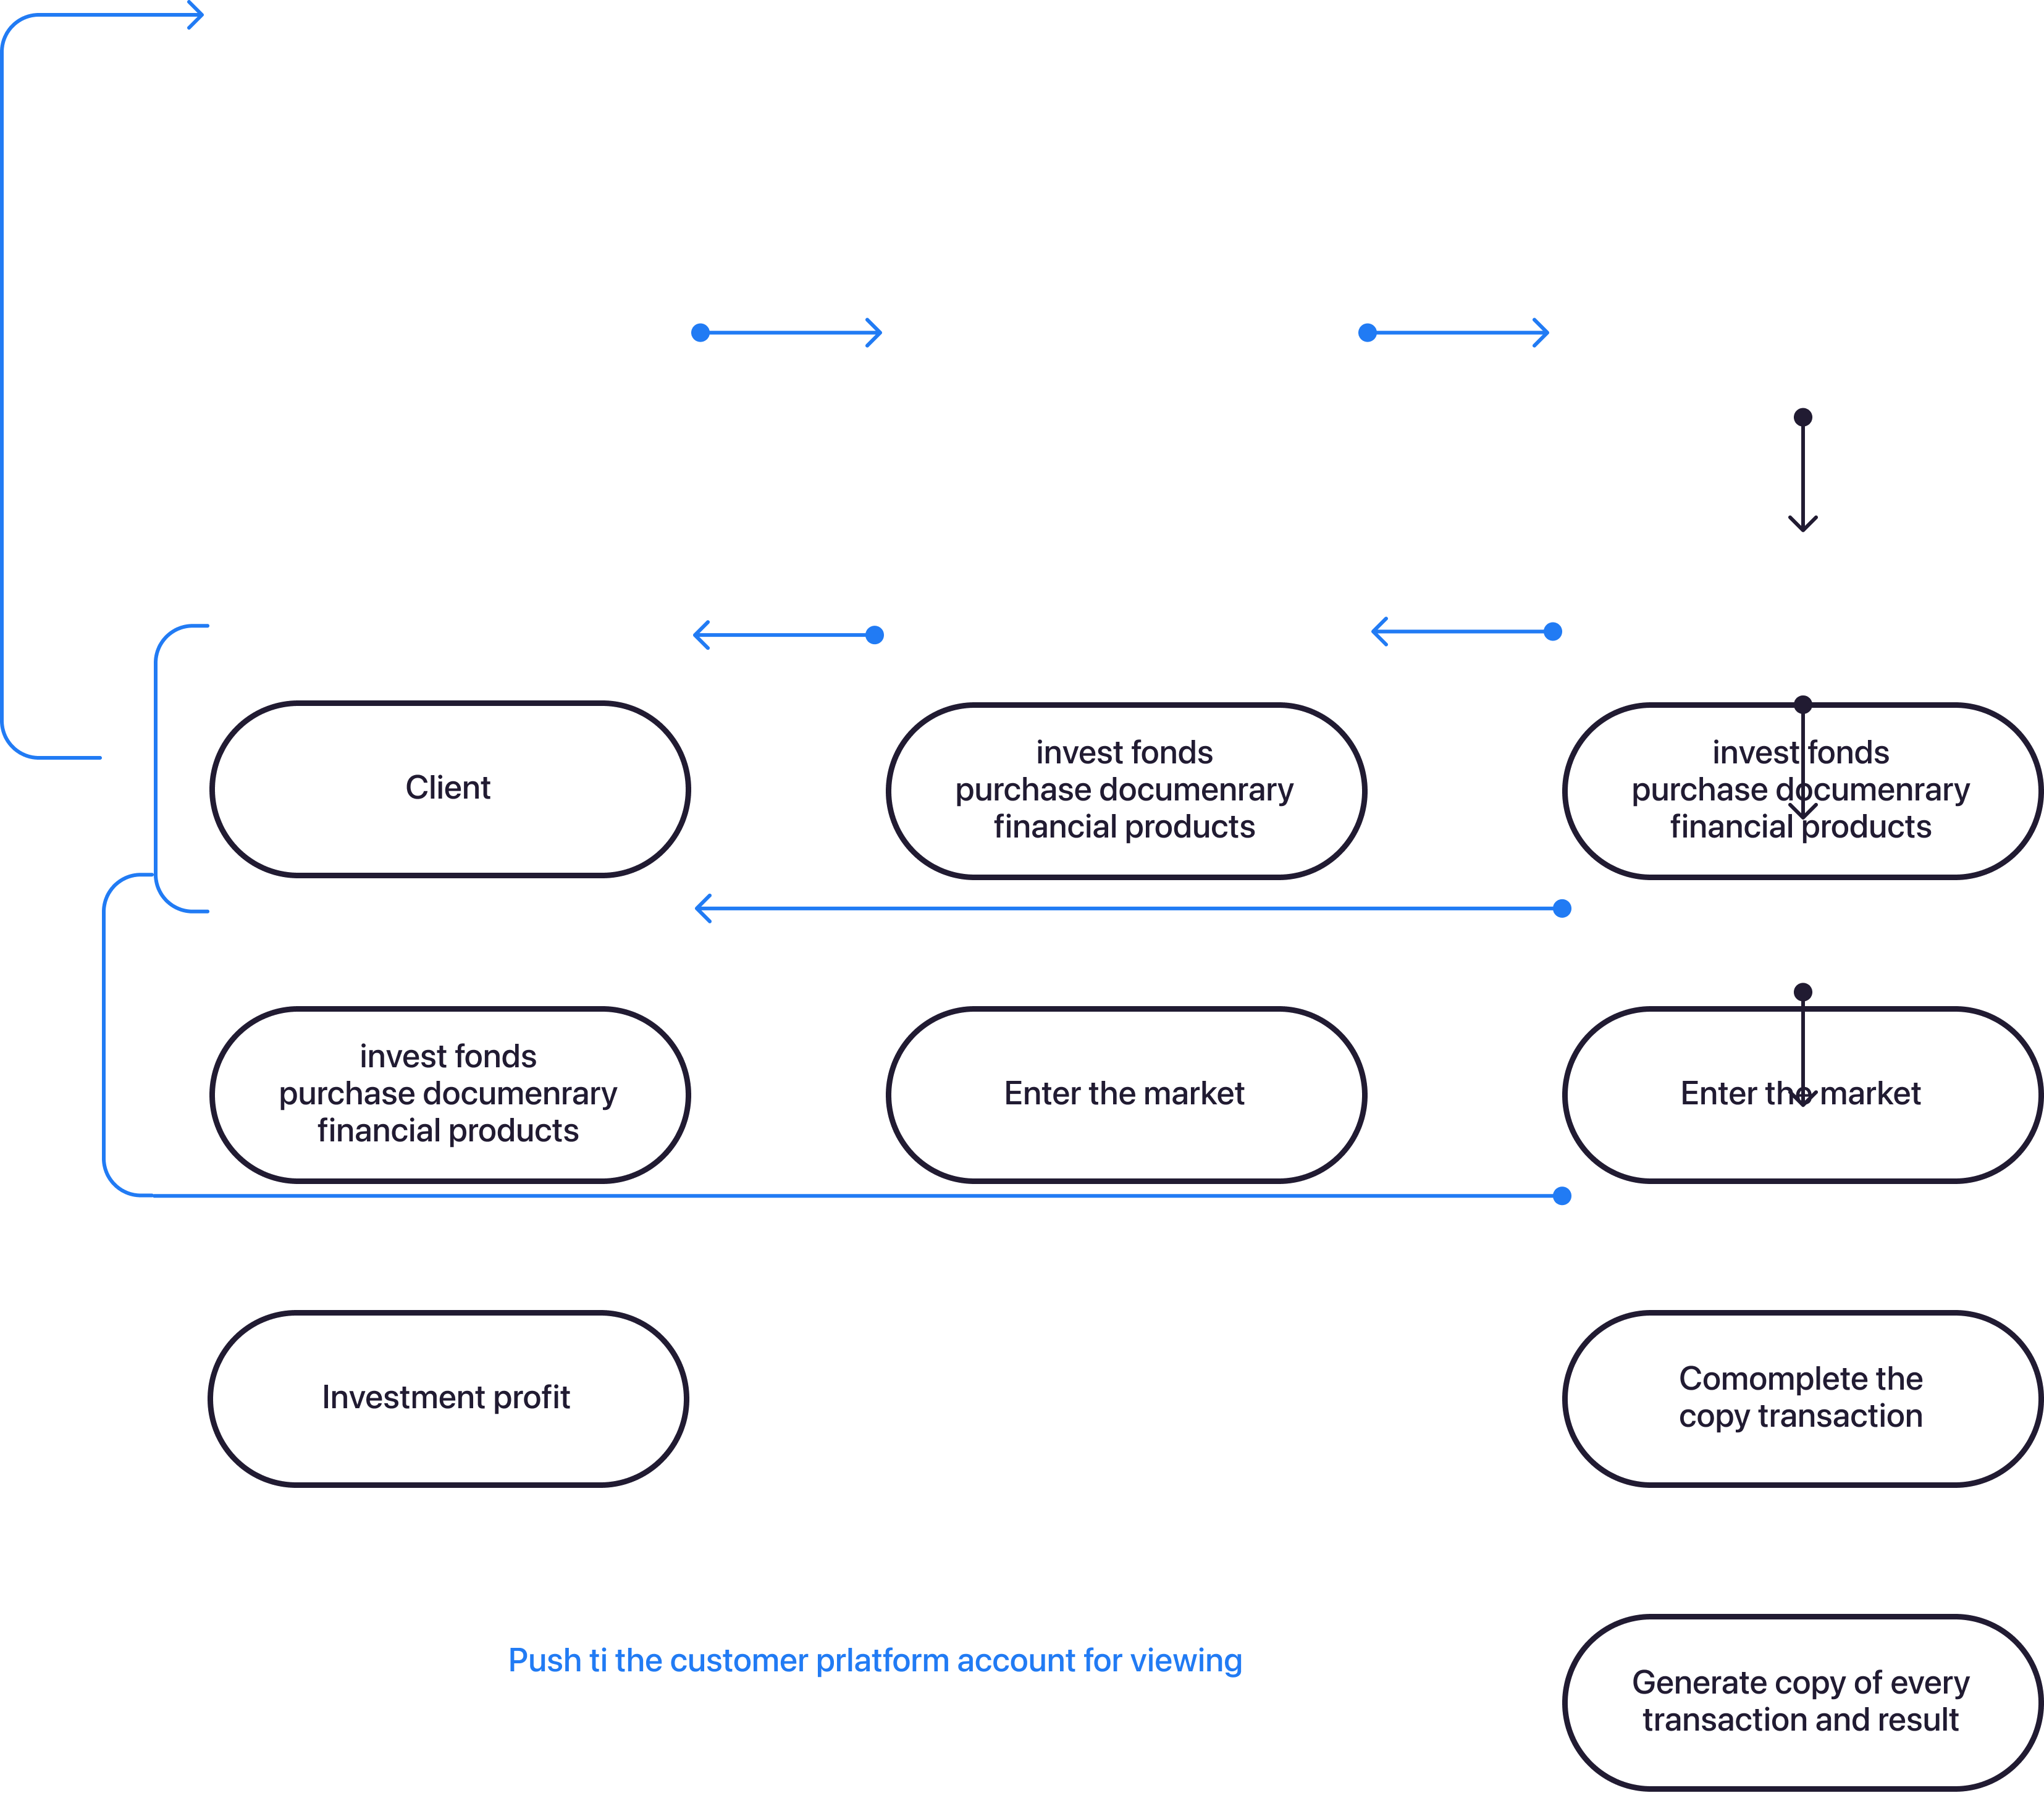 Client
invest fonds
purchase documenrary
financial products
invest fonds
purchase documenrary
financial products
invest fonds
purchase documenrary
financial products
Enter the market
Enter the market
Investment profit
Comomplete the
copy transaction
Push ti the customer prlatform account for viewing
Generate copy of every
transaction and result